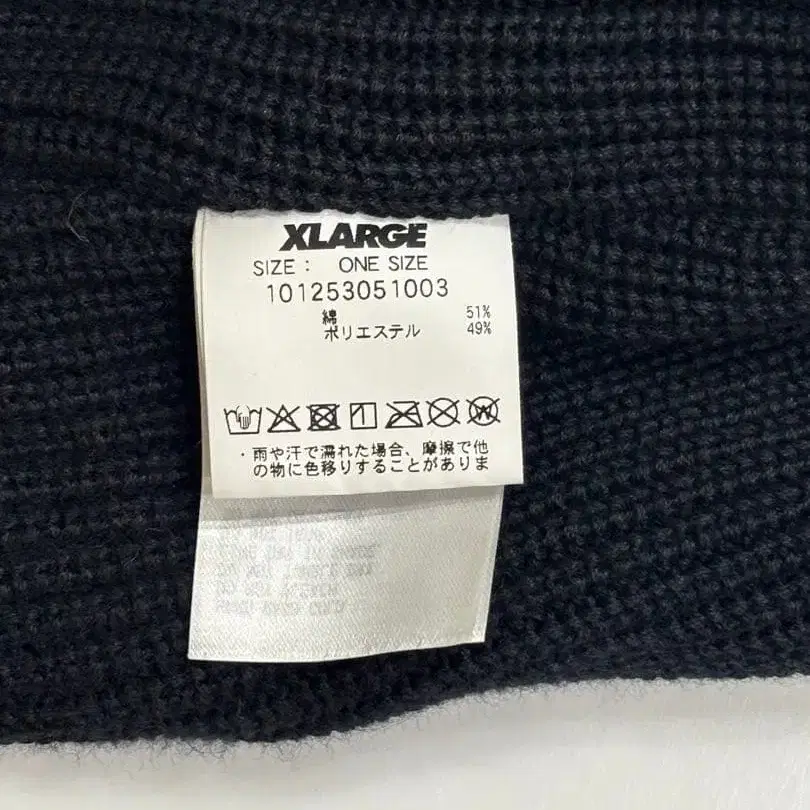 XLARGE
SIZE : ONE SIZE
101253051003
綿 51%
ポリエステル 49%
・雨や汗で濡れた場合、摩擦で他
の物に色移りすることがありま